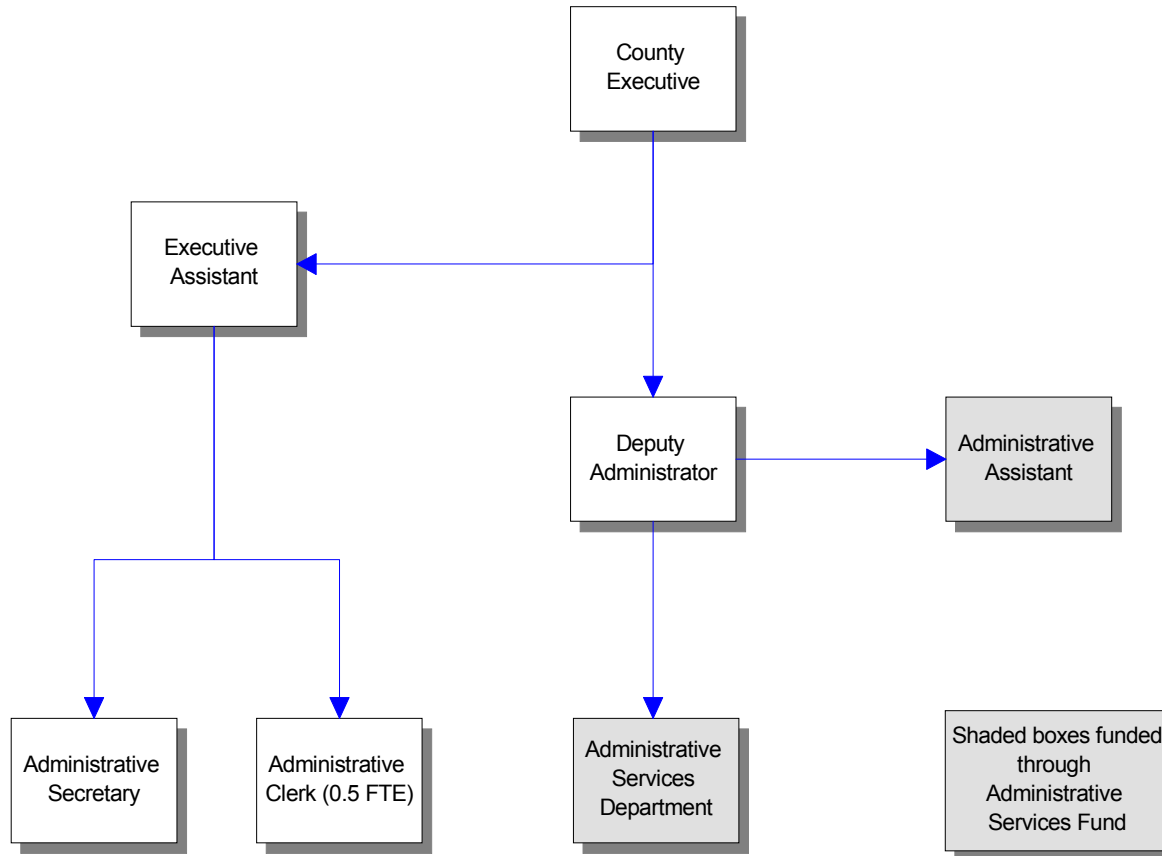 County
Executive
Executive
Assistant
Deputy
Administrator
Administrative
Assistant
Administrative
Secretary
Administrative
Clerk (0.5 FTE)
Administrative
Services
Department
Shaded boxes funded
through
Administrative
Services Fund